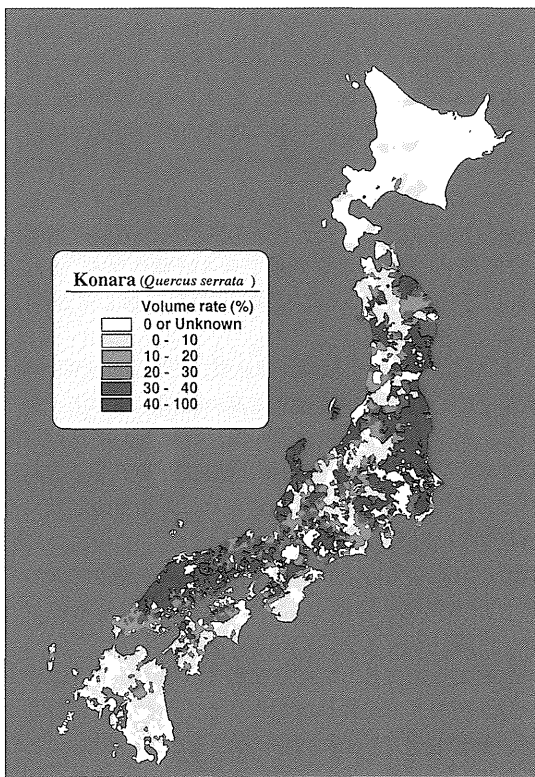 Konara (Quercus serrata )
Volume rate (%)
0 or Unknown
0 - 10
10 - 20
20 - 30
30 - 40
40 - 100